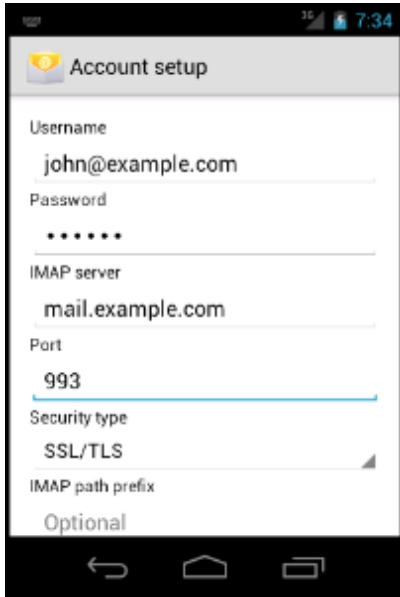 3G 7:34
Account setup
Username
john@example.com
Password
••••••
IMAP server
mail.example.com
Port
993
Security type
SSL/TLS
IMAP path prefix
Optional